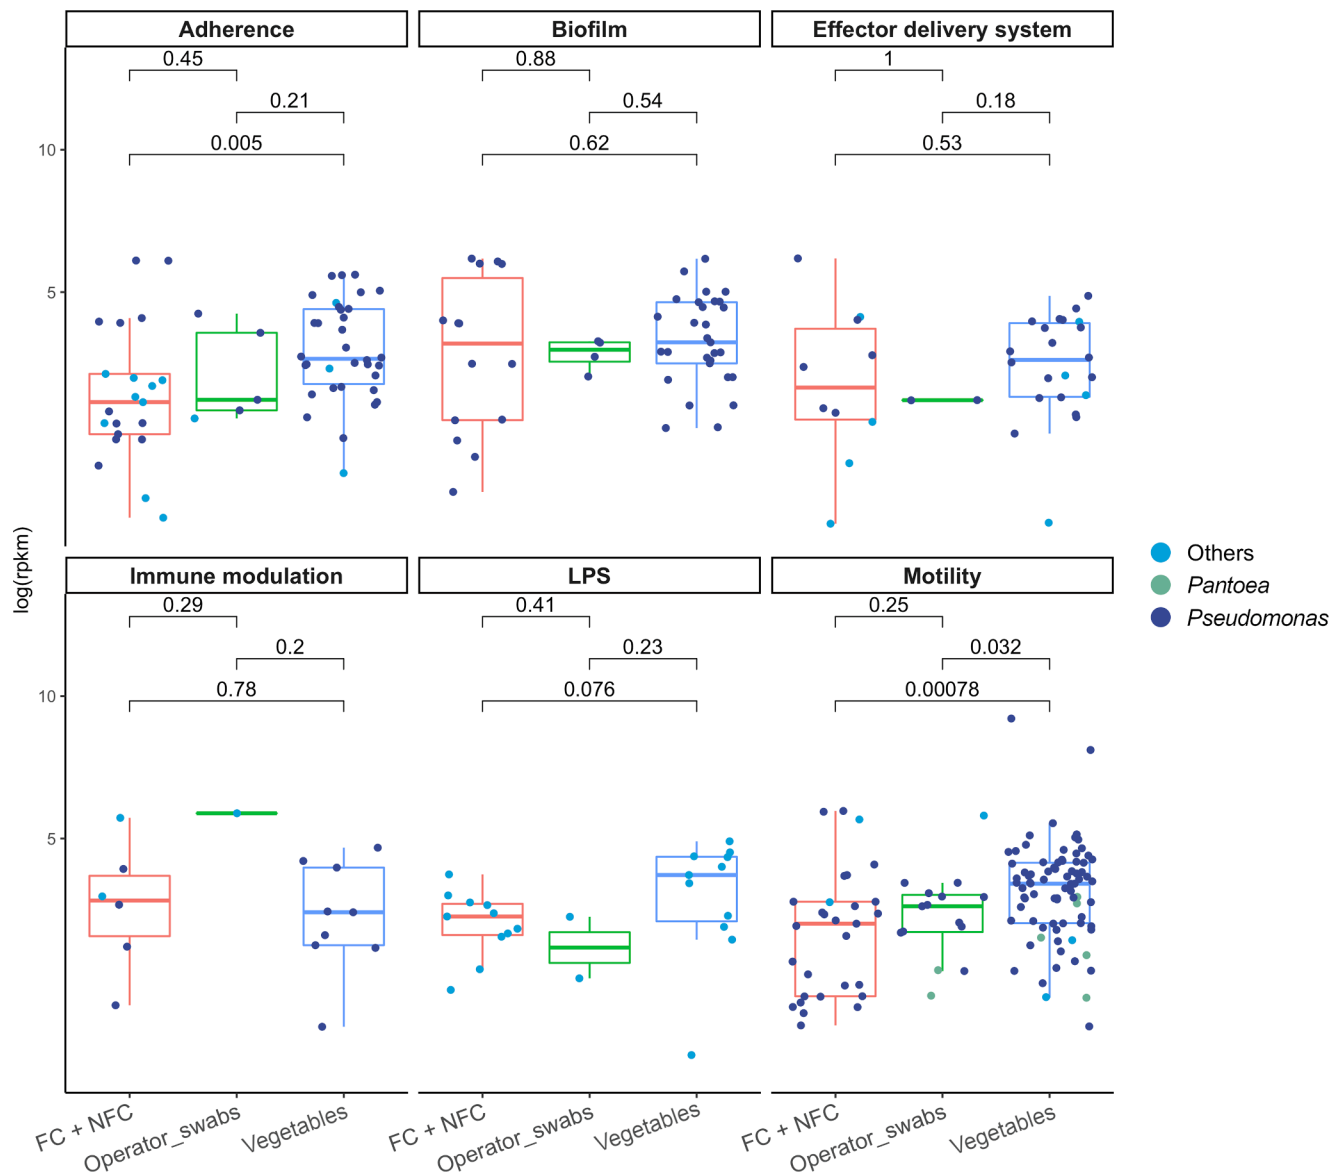 Adherence
Biofilm
Effector delivery system
0.45
0.21
0.005
0.88
0.54
0.62
1
0.18
0.53
10
5
log(rpkm)
Immune modulation
LPS
Motility
0.29
0.2
0.78
0.41
0.23
0.076
0.25
0.032
0.00078
10
5
FC + NFC
Operator_swabs
Vegetables
FC + NFC
Operator_swabs
Vegetables
FC + NFC
Operator_swabs
Vegetables
Others
Pantoea
Pseudomonas